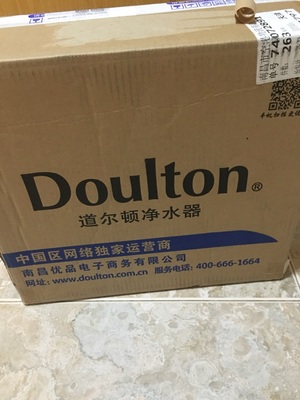 Doulton®
道尔顿净水器
中国区网络独家运营商
南昌优品电子商务有限公司
网址: www.doulton.com.cn 服务电话: 400-666-1664